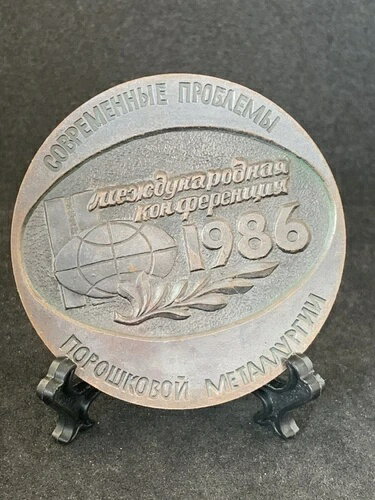 СОВРЕМЕННЫЕ ПРОБЛЕМЫ
международная
конференция
1986
ПОРОШКОВОЙ МЕТАЛЛУРГИИ